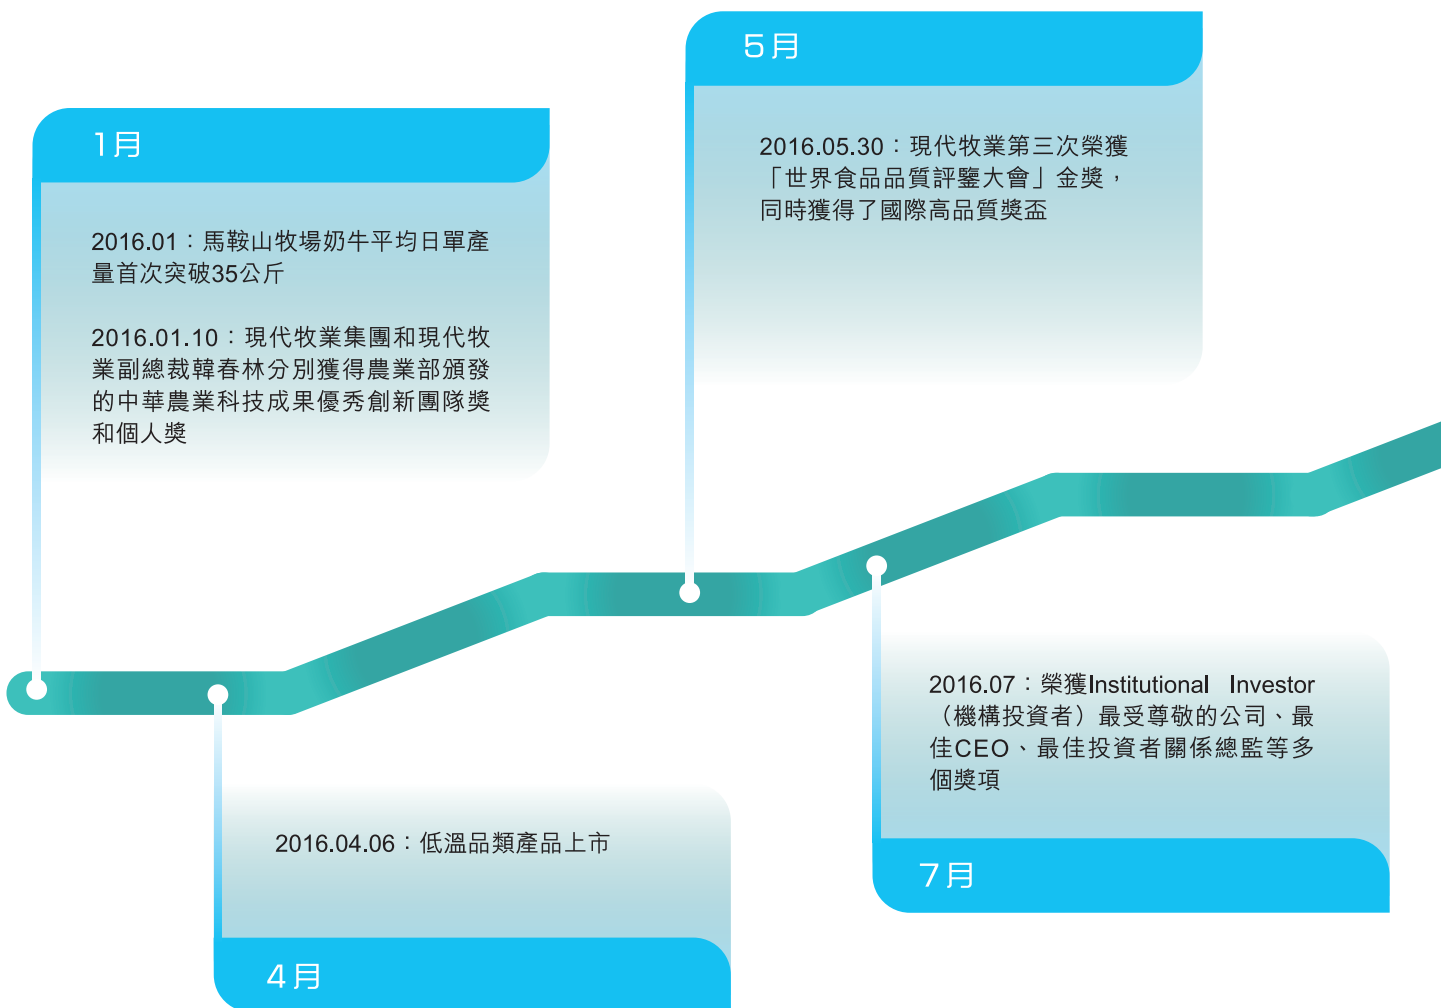 1月
2016.01：馬鞍山牧場奶牛平均日單產
量首次突破35公斤
2016.01.10：現代牧業集團和現代牧
業副總裁韓春林分別獲得農業部頒發
的中華農業科技成果優秀創新團隊獎
和個人獎
2016.04.06：低溫品類產品上市
4月
5月
2016.05.30：現代牧業第三次榮獲
「世界食品品質評鑒大會」金獎，
同時獲得了國際高品質獎盃
2016.07：榮獲Institutional Investor
（機構投資者）最受尊敬的公司、最
佳CEO、最佳投資者關係總監等多
個獎項
7月